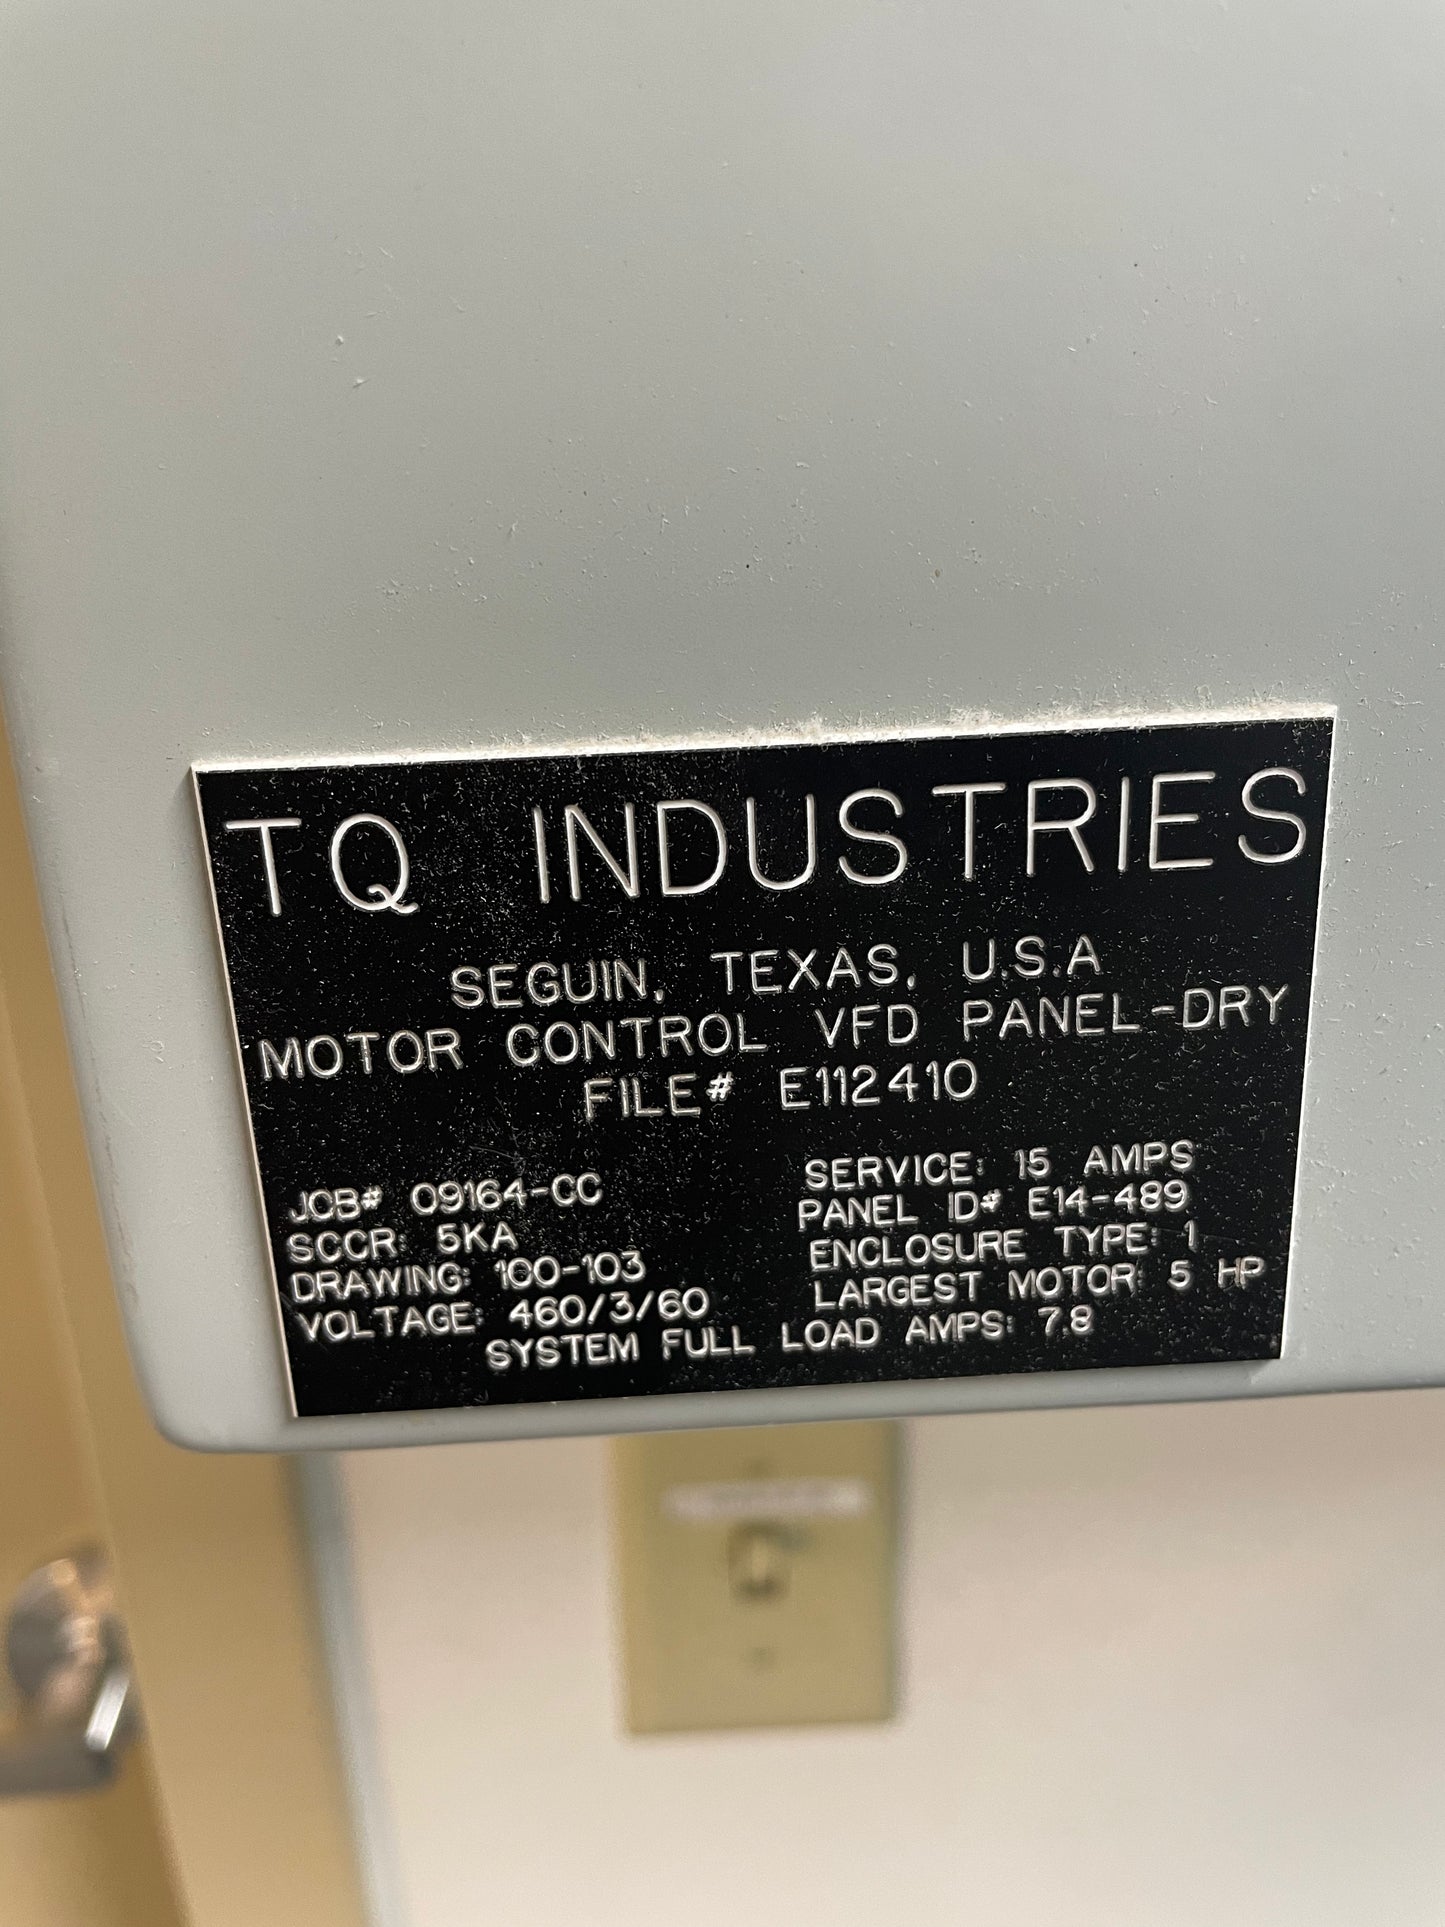 TQ INDUSTRIES
SEGUIN, TEXAS, U.S.A
MOTOR CONTROL VFD PANEL-DRY
FILE# E112410
JOB# 09164-CC
SERVICE: 15 AMPS
SCCR: 5KA
PANEL ID# E14-489
DRAWING: 100-103
ENCLOSURE TYPE: 1
VOLTAGE: 460/3/60
LARGEST MOTOR: 5 HP
SYSTEM FULL LOAD AMPS: 7.8